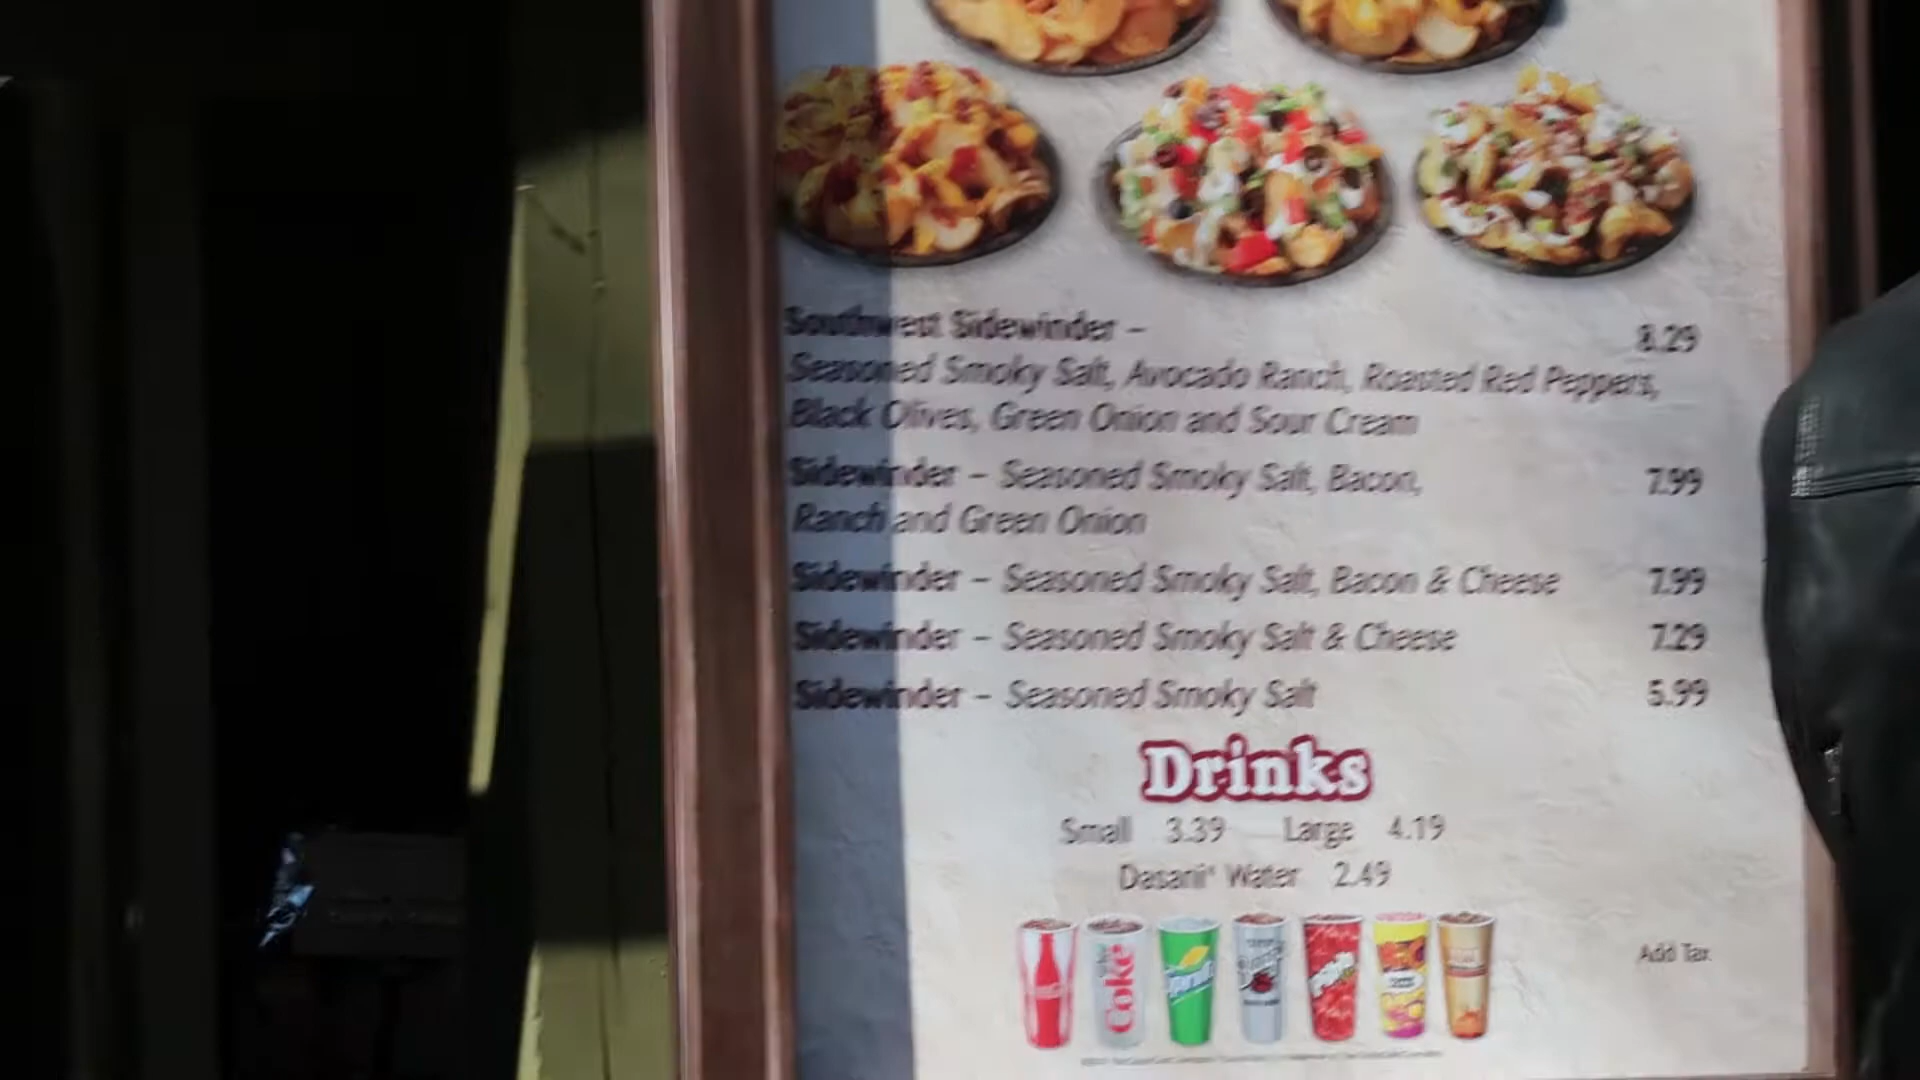 Southwest Sidewinder – 8.29
Seasoned Smoky Salt, Avocado Ranch, Roasted Red Peppers,
Black Olives, Green Onion and Sour Cream
Sidewinder – Seasoned Smoky Salt, Bacon, 7.99
Ranch and Green Onion
Sidewinder – Seasoned Smoky Salt, Bacon & Cheese 7.99
Sidewinder – Seasoned Smoky Salt & Cheese 7.29
Sidewinder – Seasoned Smoky Salt 5.99
Drinks
Small 3.39 Large 4.19
Dasani® Water 2.49
Coke
Sprite
Add Tax